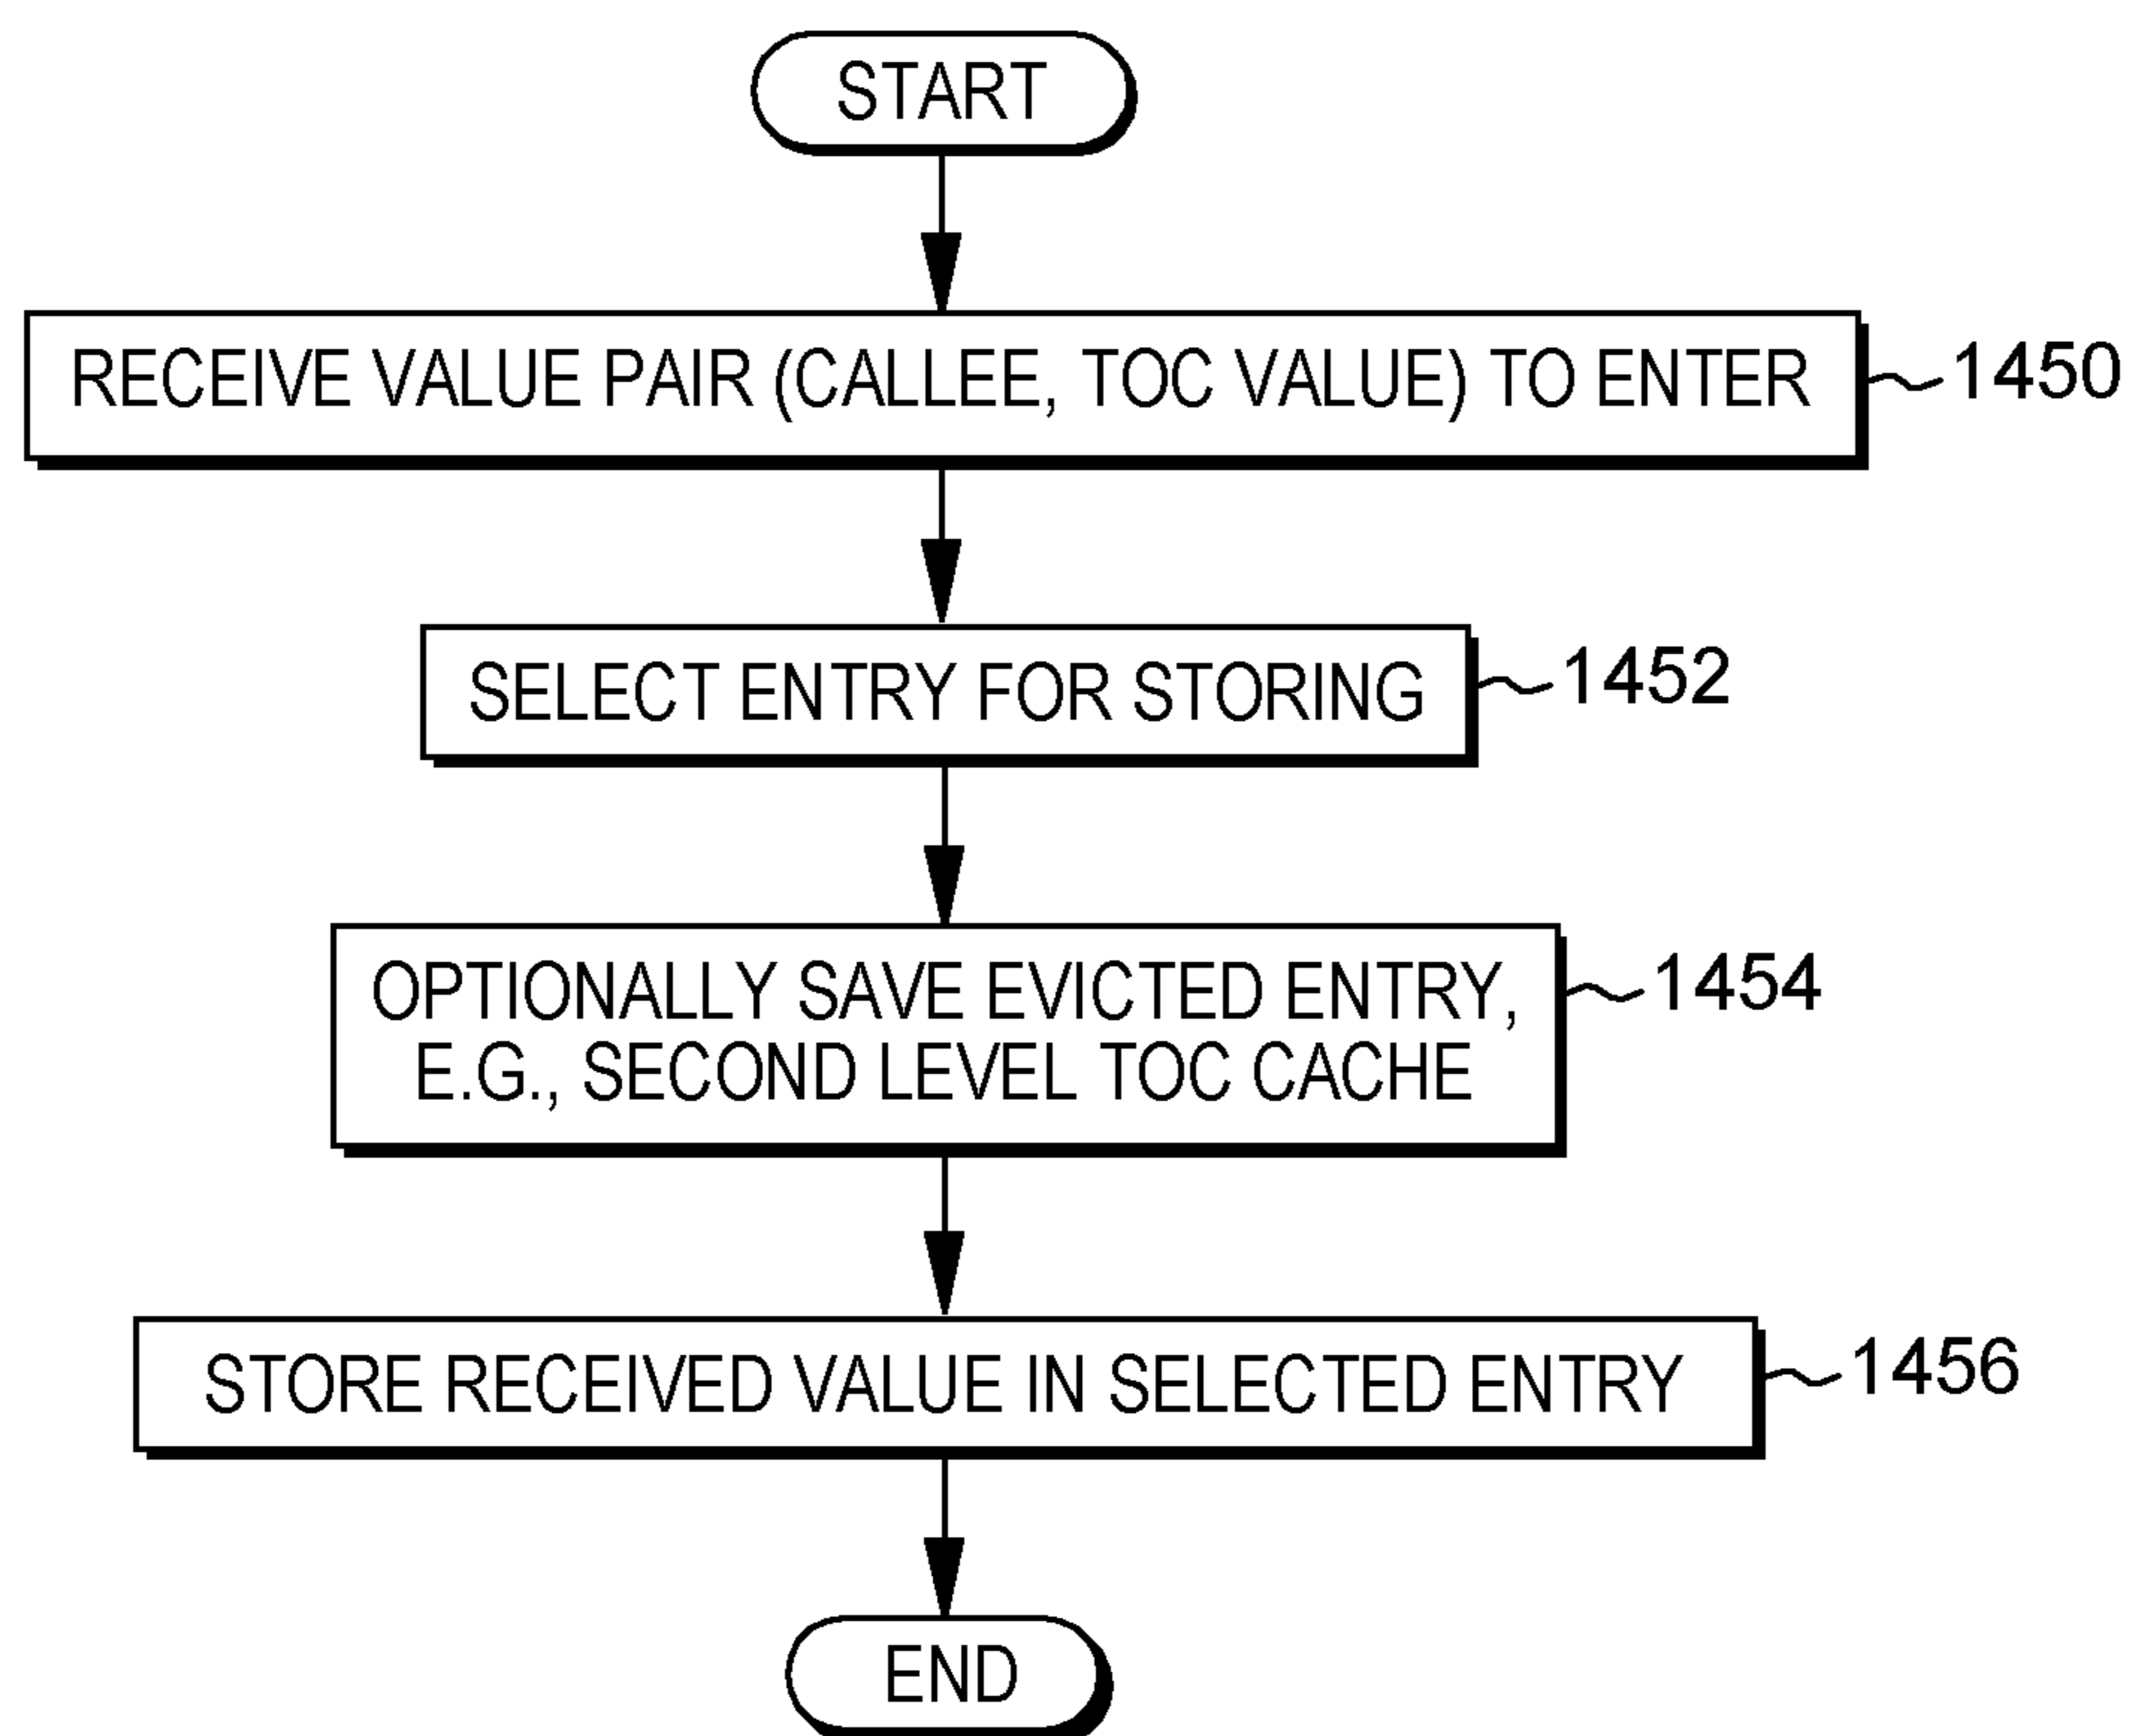 START
RECEIVE VALUE PAIR (CALLEE, TOC VALUE) TO ENTER
1450
SELECT ENTRY FOR STORING
1452
OPTIONALLY SAVE EVICTED ENTRY,
E.G., SECOND LEVEL TOC CACHE
1454
STORE RECEIVED VALUE IN SELECTED ENTRY
1456
END